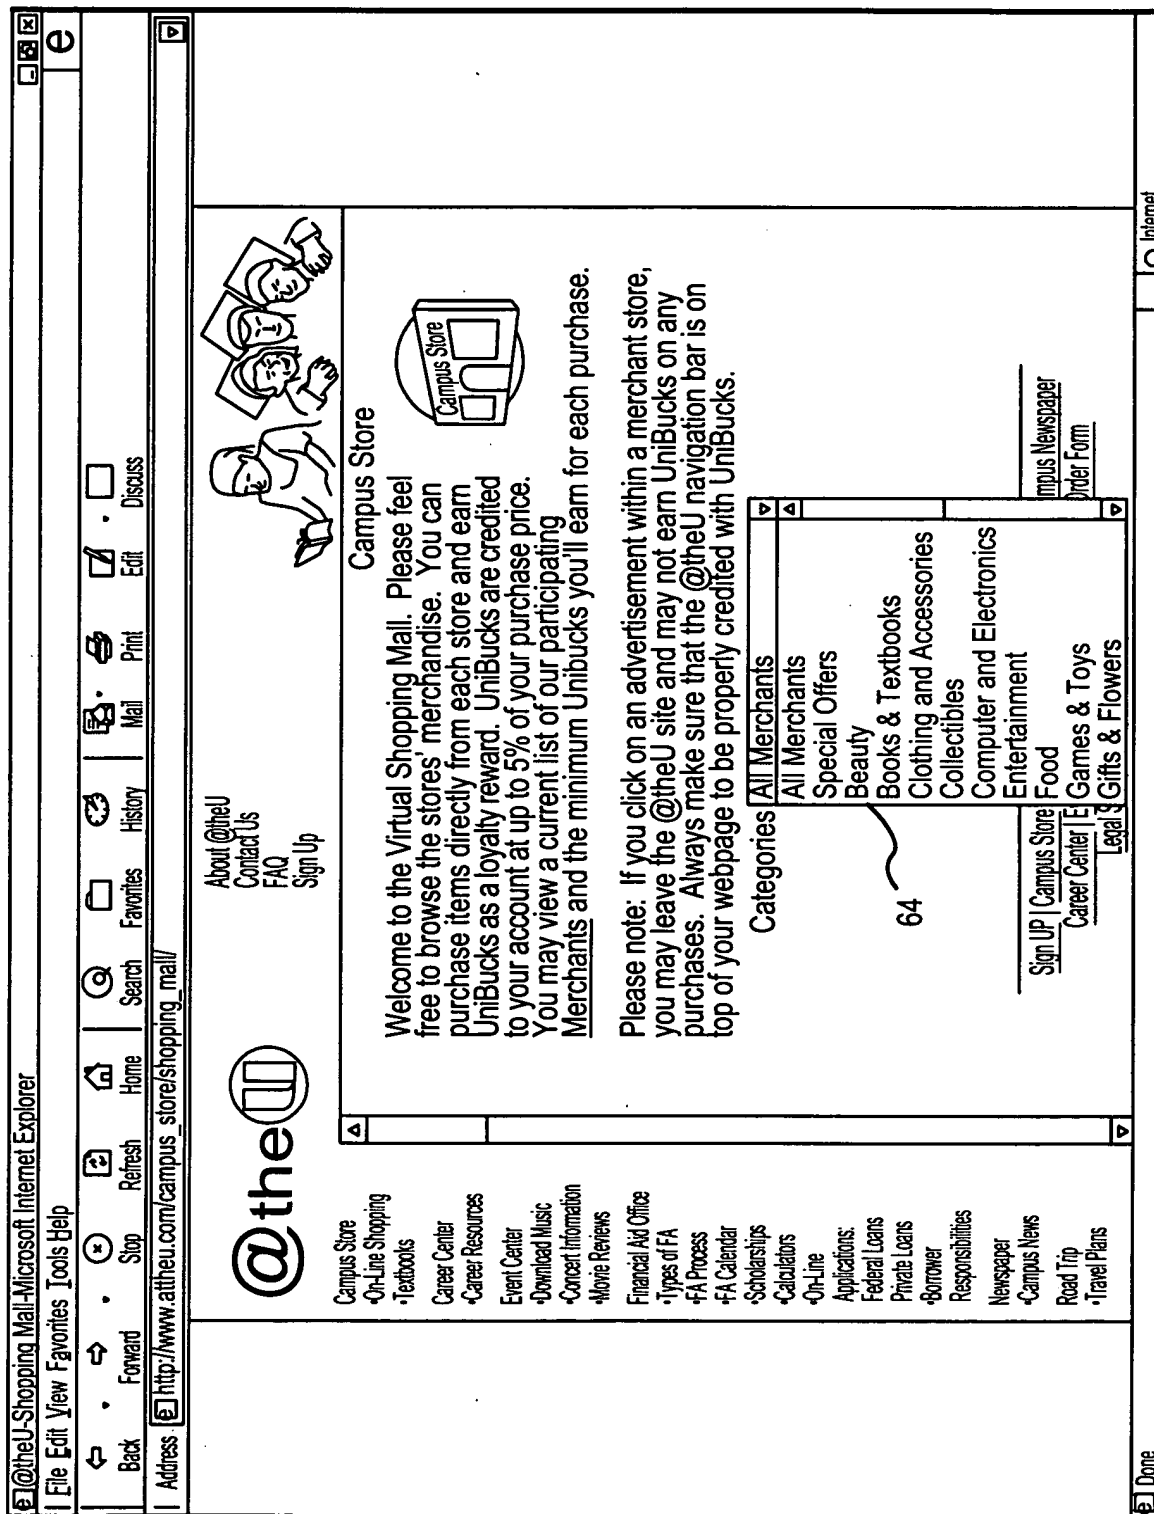 @theU-Shopping Mall-Microsoft Internet Explorer
File Edit View Favorites Tools Help
Back Forward Stop Refresh Home Search Favorites History Mail Print Edit Discuss
Address http://www.attheu.com/campus_store/shopping_mall/
@theU
About @theU
Contact Us
FAQ
Sign Up
Campus Store
•On-Line Shopping
•Textbooks
Career Center
•Career Resources
Event Center
•Download Music
•Concert Information
•Movie Reviews
Financial Aid Office
•Types of FA
•FA Process
•FA Calendar
•Scholarships
•Calculators
•On-Line
Applications:
Federal Loans
Private Loans
•Borrower
Responsibilities
Newspaper
•Campus News
Road Trip
•Travel Plans
Campus Store
Campus Store
Welcome to the Virtual Shopping Mall. Please feel
free to browse the stores' merchandise. You can
purchase items directly from each store and earn
UniBucks as a loyalty reward. UniBucks are credited
to your account at up to 5% of your purchase price.
You may view a current list of our participating
Merchants and the minimum Unibucks you'll earn for each purchase.
Please note: If you click on an advertisement within a merchant store,
you may leave the @theU site and may not earn UniBucks on any
purchases. Always make sure that the @theU navigation bar is on
top of your webpage to be properly credited with UniBucks.
Categories All Merchants
All Merchants
Special Offers
Beauty
Books & Textbooks
Clothing and Accessories
Collectibles
Computer and Electronics
Entertainment
Food
Games & Toys
Gifts & Flowers
64
Sign UP | Campus Store mpus Newspaper
Career Center | E Order Form
Legal
Done
Internet